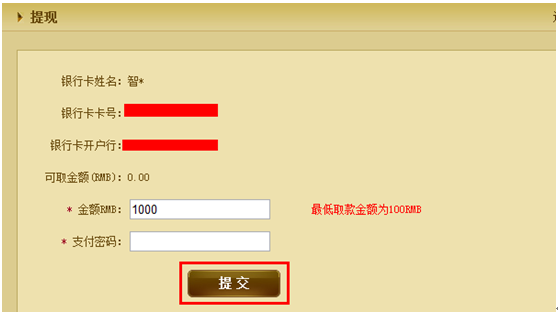 提现
银行卡姓名: 智*
银行卡卡号:
银行卡开户行:
可取金额(RMB): 0.00
* 金额RMB: 1000 最低取款金额为100RMB
* 支付密码:
提 交